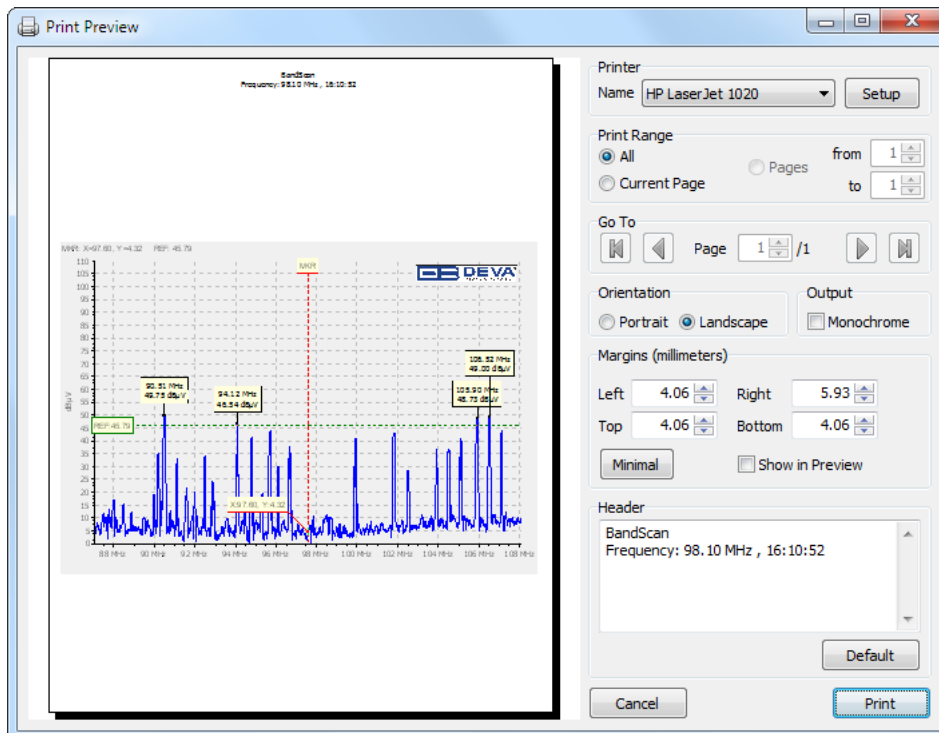 Print Preview
BandScan
Frequency: 98.10 MHz , 16:10:52
MKR: X=97.60, Y=4.32 REF: 45.79
110
105
100
95
90
85
80
75
70
65
60
55
50
45
40
35
30
25
20
15
10
5
0
dBµV
MKR
DEVA
90.51 MHz
49.75 dBµV
94.12 MHz
46.54 dBµV
106.52 MHz
49.00 dBµV
105.90 MHz
48.73 dBµV
REF: 45.79
X:97.60, Y:4.32
88 MHz 90 MHz 92 MHz 94 MHz 96 MHz 98 MHz 100 MHz 102 MHz 104 MHz 106 MHz 108 MHz
Printer
Name HP LaserJet 1020 Setup
Print Range
All
Current Page
Pages
from 1
to 1
Go To
Page 1 /1
Orientation
Portrait Landscape
Output
Monochrome
Margins (millimeters)
Left 4.06 Right 5.93
Top 4.06 Bottom 4.06
Minimal Show in Preview
Header
BandScan
Frequency: 98.10 MHz , 16:10:52
Default
Cancel Print